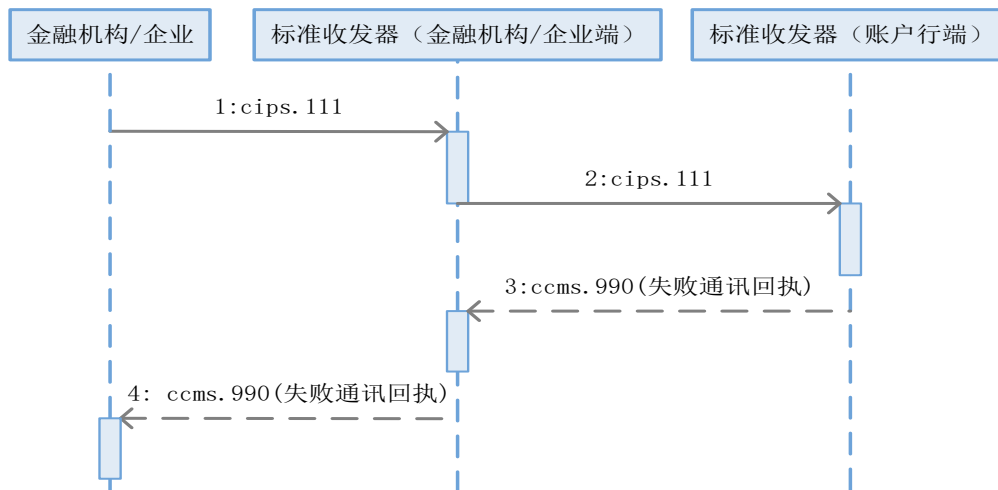 金融机构/企业
标准收发器（金融机构/企业端）
标准收发器（账户行端）
1:cips.111
2:cips.111
3:ccms.990(失败通讯回执)
4: ccms.990(失败通讯回执)